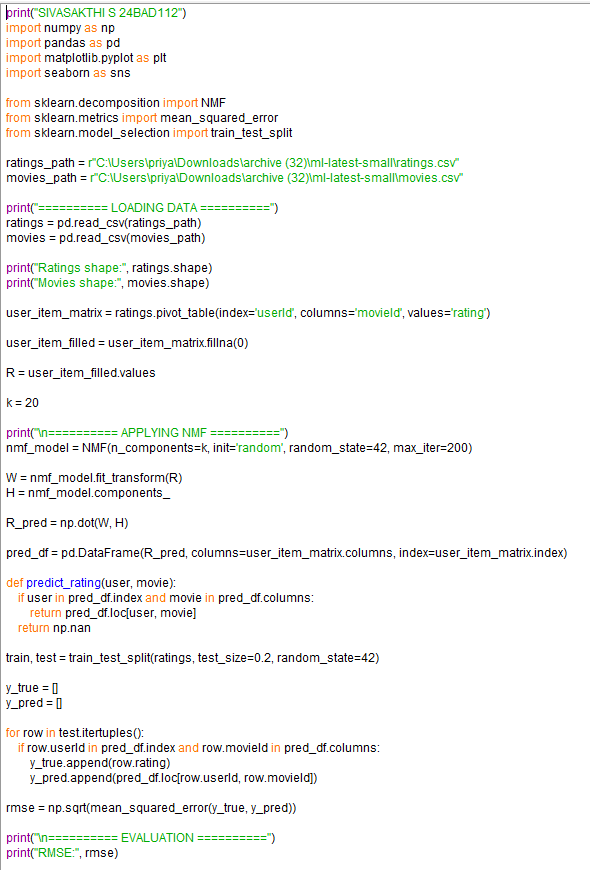 print("SIVASAKTHI S 24BAD112")
import numpy as np
import pandas as pd
import matplotlib.pyplot as plt
import seaborn as sns

from sklearn.decomposition import NMF
from sklearn.metrics import mean_squared_error
from sklearn.model_selection import train_test_split

ratings_path = r"C:\Users\priya\Downloads\archive (32)\ml-latest-small\ratings.csv"
movies_path = r"C:\Users\priya\Downloads\archive (32)\ml-latest-small\movies.csv"

print("========== LOADING DATA ==========")
ratings = pd.read_csv(ratings_path)
movies = pd.read_csv(movies_path)

print("Ratings shape:", ratings.shape)
print("Movies shape:", movies.shape)

user_item_matrix = ratings.pivot_table(index='userId', columns='movieId', values='rating')

user_item_filled = user_item_matrix.fillna(0)

R = user_item_filled.values

k = 20

print("\n========== APPLYING NMF ==========")
nmf_model = NMF(n_components=k, init='random', random_state=42, max_iter=200)

W = nmf_model.fit_transform(R)
H = nmf_model.components_

R_pred = np.dot(W, H)

pred_df = pd.DataFrame(R_pred, columns=user_item_matrix.columns, index=user_item_matrix.index)

def predict_rating(user, movie):
    if user in pred_df.index and movie in pred_df.columns:
        return pred_df.loc[user, movie]
    return np.nan

train, test = train_test_split(ratings, test_size=0.2, random_state=42)

y_true = []
y_pred = []

for row in test.itertuples():
    if row.userId in pred_df.index and row.movieId in pred_df.columns:
        y_true.append(row.rating)
        y_pred.append(pred_df.loc[row.userId, row.movieId])

rmse = np.sqrt(mean_squared_error(y_true, y_pred))

print("\n========== EVALUATION ==========")
print("RMSE:", rmse)